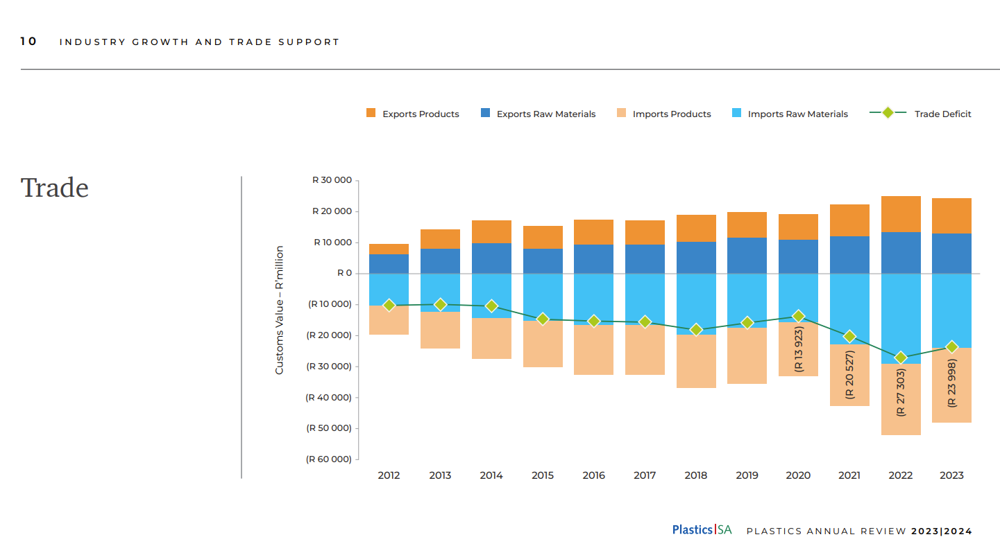 10 INDUSTRY GROWTH AND TRADE SUPPORT
Exports Products Exports Raw Materials Imports Products Imports Raw Materials Trade Deficit
Trade
Customs Value – R'million
R 30 000
R 20 000
R 10 000
R 0
(R 10 000)
(R 20 000)
(R 30 000)
(R 40 000)
(R 50 000)
(R 60 000)
(R 13 923)
(R 20 527)
(R 27 303)
(R 23 998)
2012 2013 2014 2015 2016 2017 2018 2019 2020 2021 2022 2023
Plastics|SA PLASTICS ANNUAL REVIEW 2023|2024